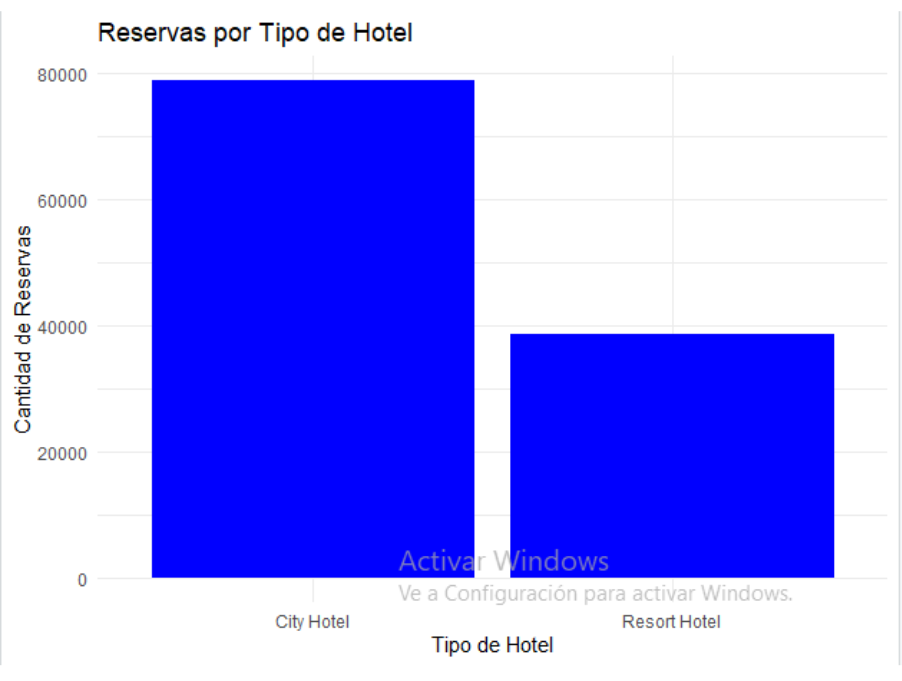 Reservas por Tipo de Hotel
80000
60000
40000
20000
0
Cantidad de Reservas
Activar Windows
Ve a Configuración para activar Windows.
City Hotel Resort Hotel
Tipo de Hotel